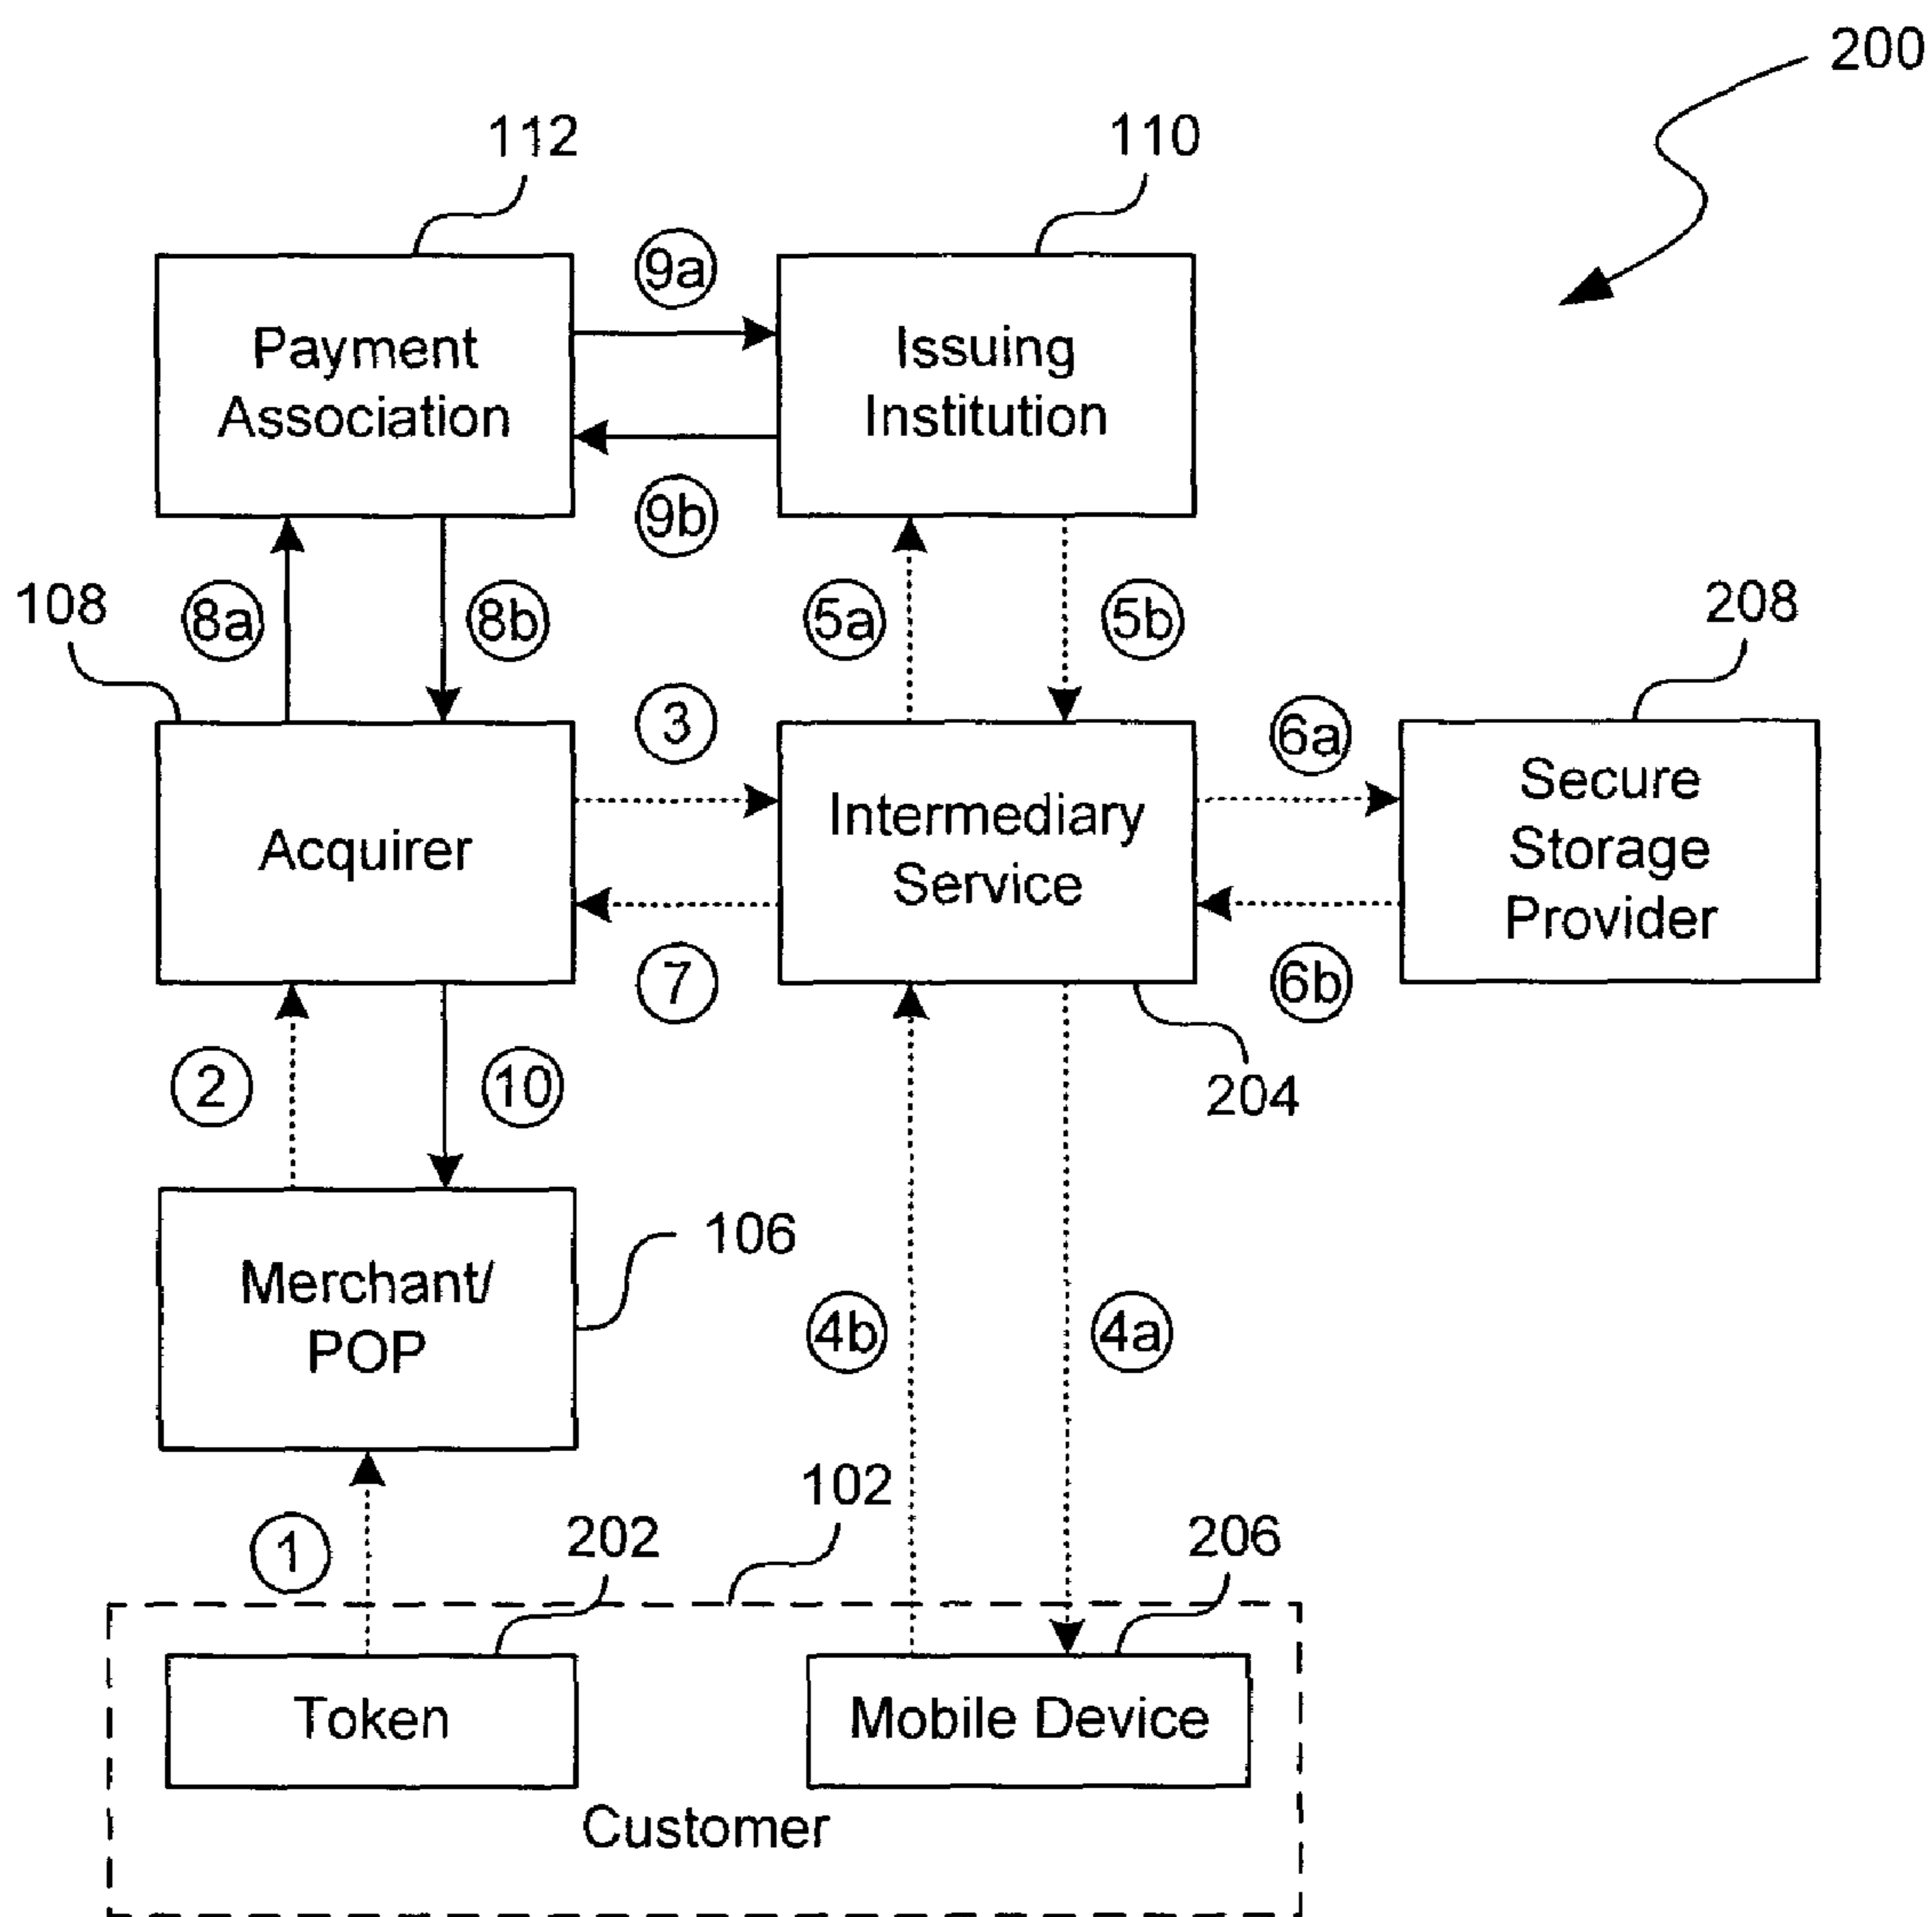 200
112
110
9a
Payment
Association
Issuing
Institution
9b
108
8a
8b
5a
5b
208
3
6a
Acquirer
Intermediary
Service
Secure
Storage
Provider
7
6b
2
10
204
106
Merchant/
POP
4b
4a
102
1
202
206
Token
Mobile Device
Customer